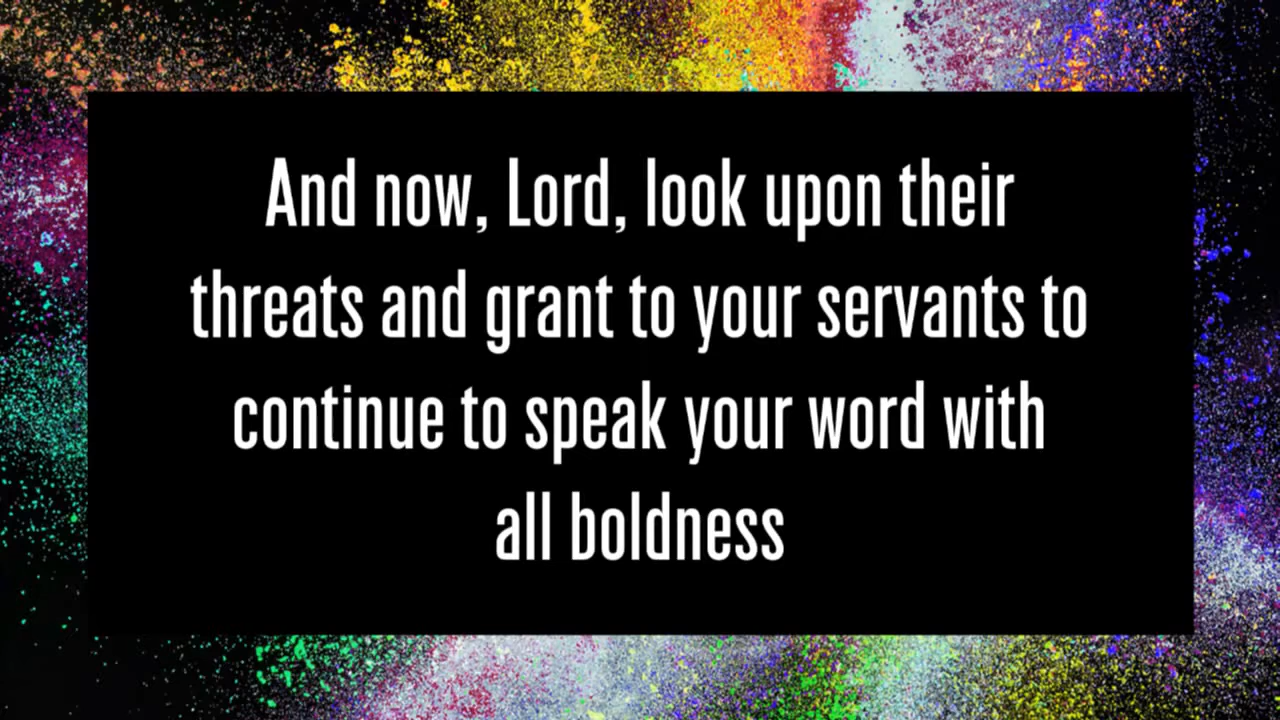 And now, Lord, look upon their
threats and grant to your servants to
continue to speak your word with
all boldness